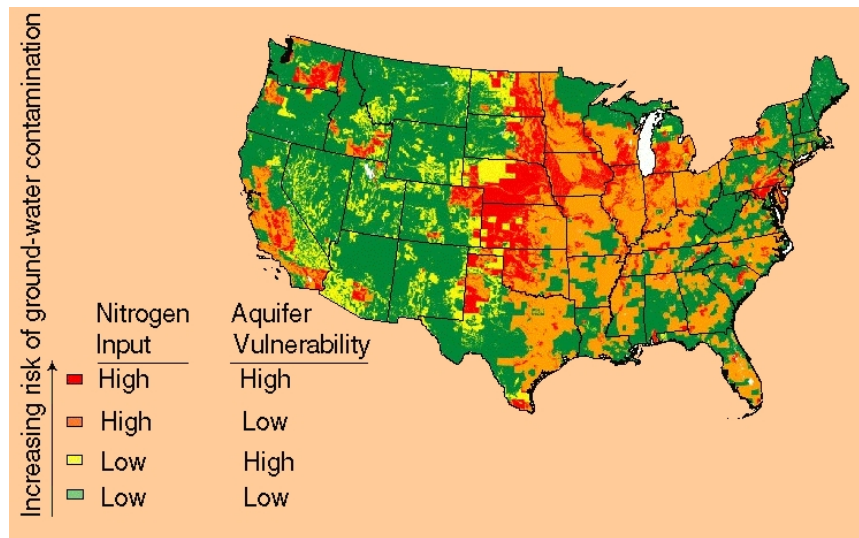 Increasing risk of ground-water contamination
Nitrogen Aquifer
Input Vulnerability
High High
High Low
Low High
Low Low